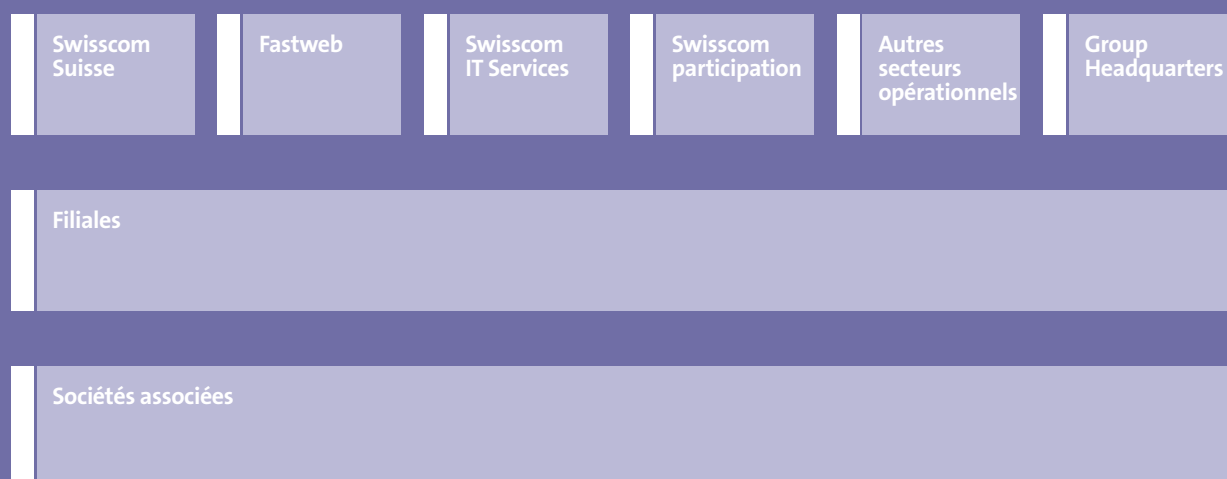 Swisscom
Suisse
Fastweb
Swisscom
IT Services
Swisscom
participation
Autres
secteurs
opérationnels
Group
Headquarters
Filiales
Sociétés associées